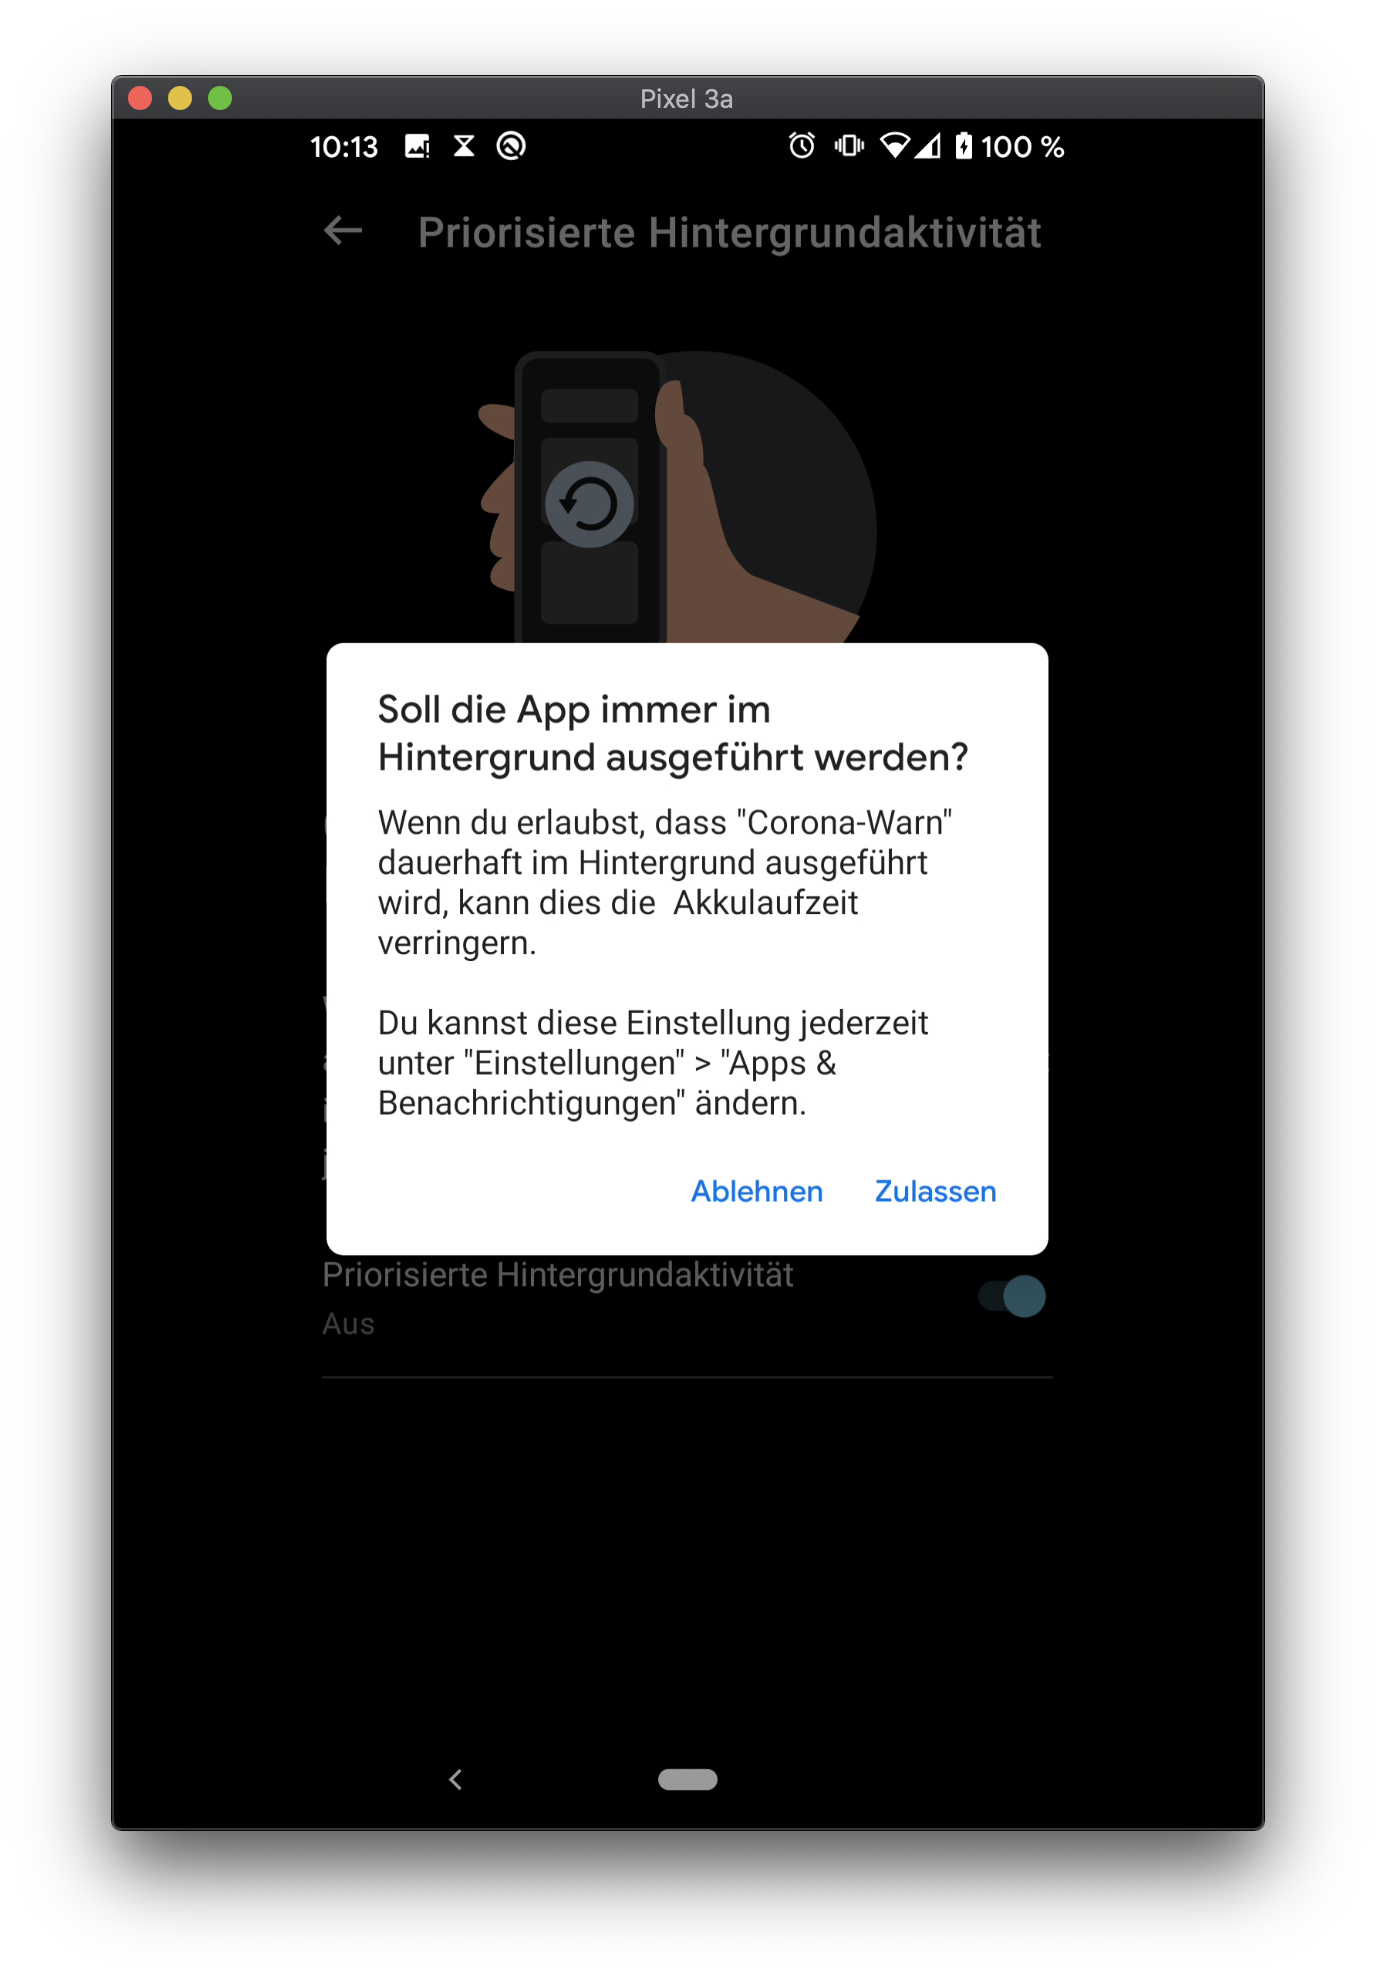 Pixel 3a
10:13
100 %
Priorisierte Hintergrundaktivität
Soll die App immer im
Hintergrund ausgeführt werden?
Wenn du erlaubst, dass "Corona-Warn"
dauerhaft im Hintergrund ausgeführt
wird, kann dies die  Akkulaufzeit
verringern.
Du kannst diese Einstellung jederzeit
unter "Einstellungen" > "Apps &
Benachrichtigungen" ändern.
Ablehnen Zulassen
Priorisierte Hintergrundaktivität
Aus